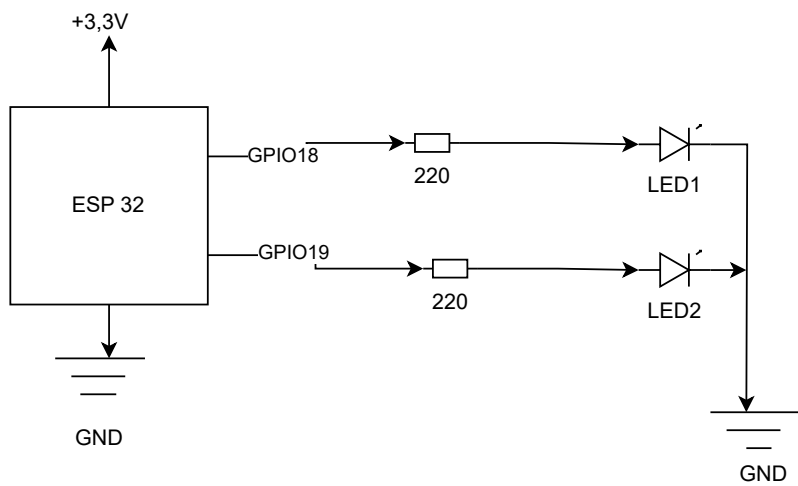 +3,3V
GPIO18
ESP 32
220
LED1
GPIO19
220
LED2
GND
GND